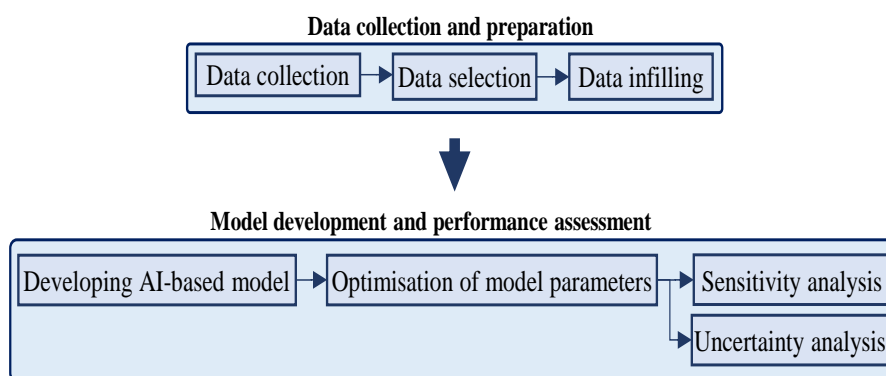 Data collection and preparation
Data collection
Data selection
Data infilling
Model development and performance assessment
Developing AI-based model
Optimisation of model parameters
Sensitivity analysis
Uncertainty analysis